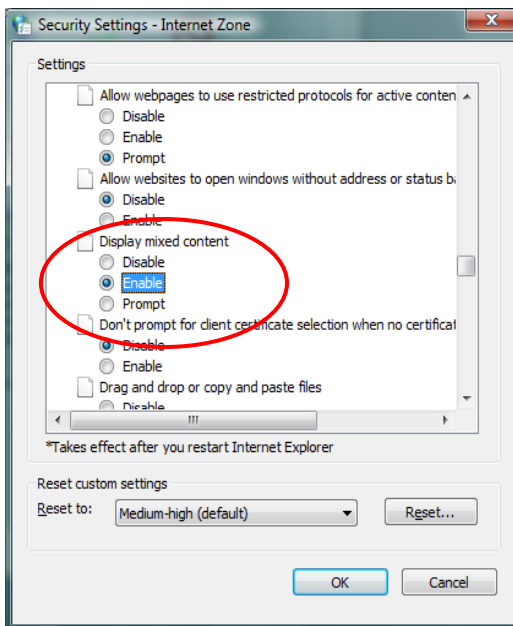 Security Settings - Internet Zone
Settings
Allow webpages to use restricted protocols for active conten
Disable
Enable
Prompt
Allow websites to open windows without address or status ba
Disable
Enable
Display mixed content
Disable
Enable
Prompt
Don't prompt for client certificate selection when no certificat
Disable
Enable
Drag and drop or copy and paste files
Disable
*Takes effect after you restart Internet Explorer
Reset custom settings
Reset to: Medium-high (default) Reset...
OK Cancel